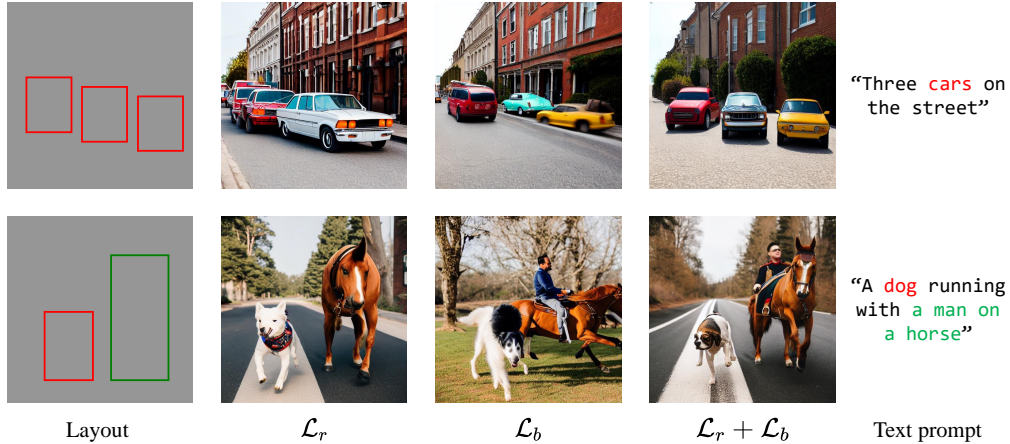 “Three cars on
the street”
“A dog running
with a man on
a horse”
Layout
ℒr
ℒb
ℒr + ℒb
Text prompt